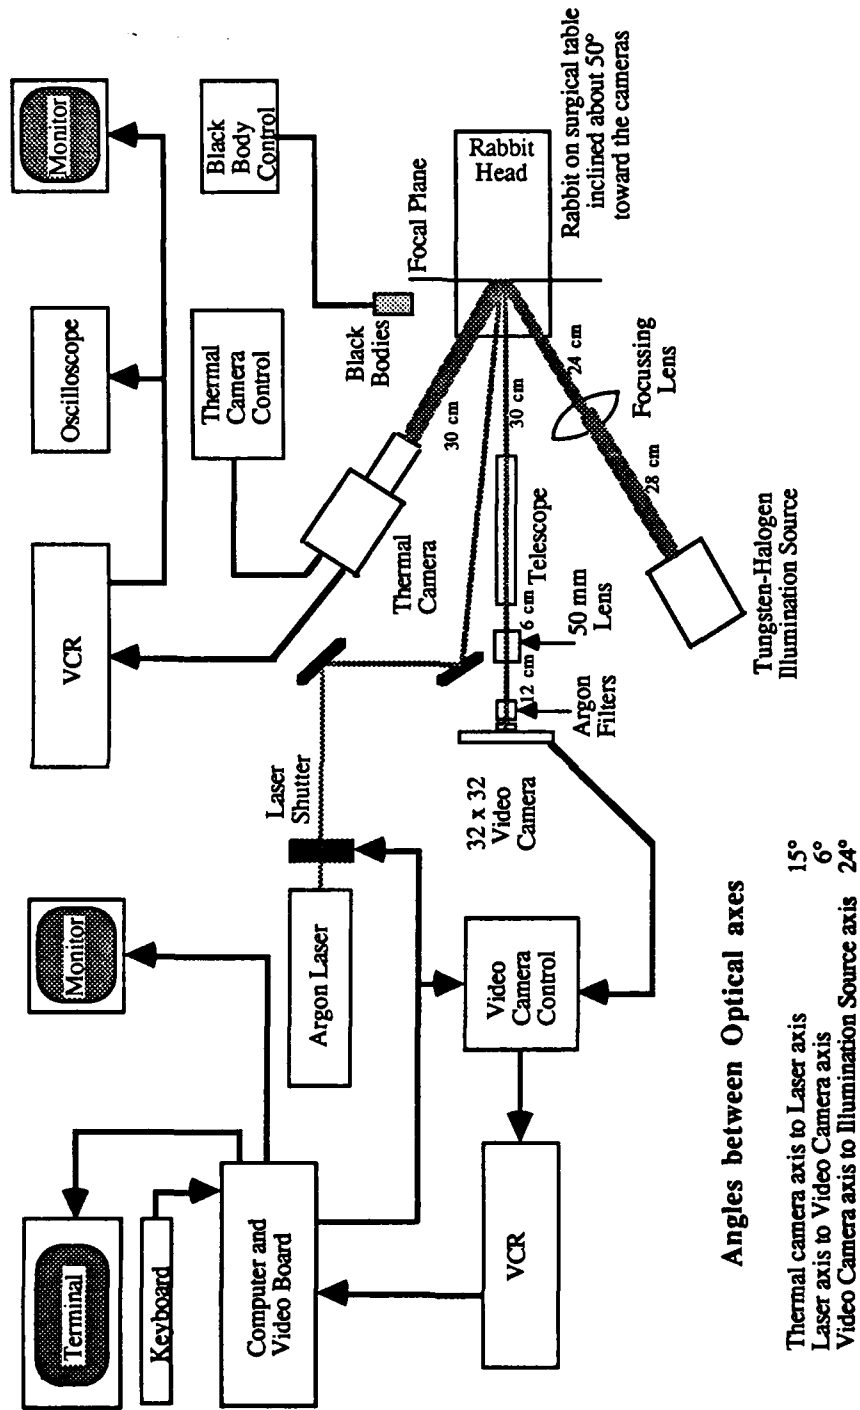 Terminal
Keyboard
Computer and
Video Board
Monitor
Argon Laser
Laser
Shutter
VCR
Video
Camera
Control
32 x 32
Video
Camera
Argon
Filters
12 cm
50 mm
Lens
6 cm
Telescope
30 cm
VCR
Oscilloscope
Monitor
Thermal
Camera
Control
Thermal
Camera
30 cm
Black
Body
Control
Black
Bodies
Focal Plane
Rabbit
Head
Rabbit on surgical table
inclined about 50°
toward the cameras
24 cm
Focussing
Lens
28 cm
Tungsten-Halogen
Illumination Source
Angles between Optical axes
Thermal camera axis to Laser axis 15°
Laser axis to Video Camera axis 6°
Video Camera axis to Illumination Source axis 24°